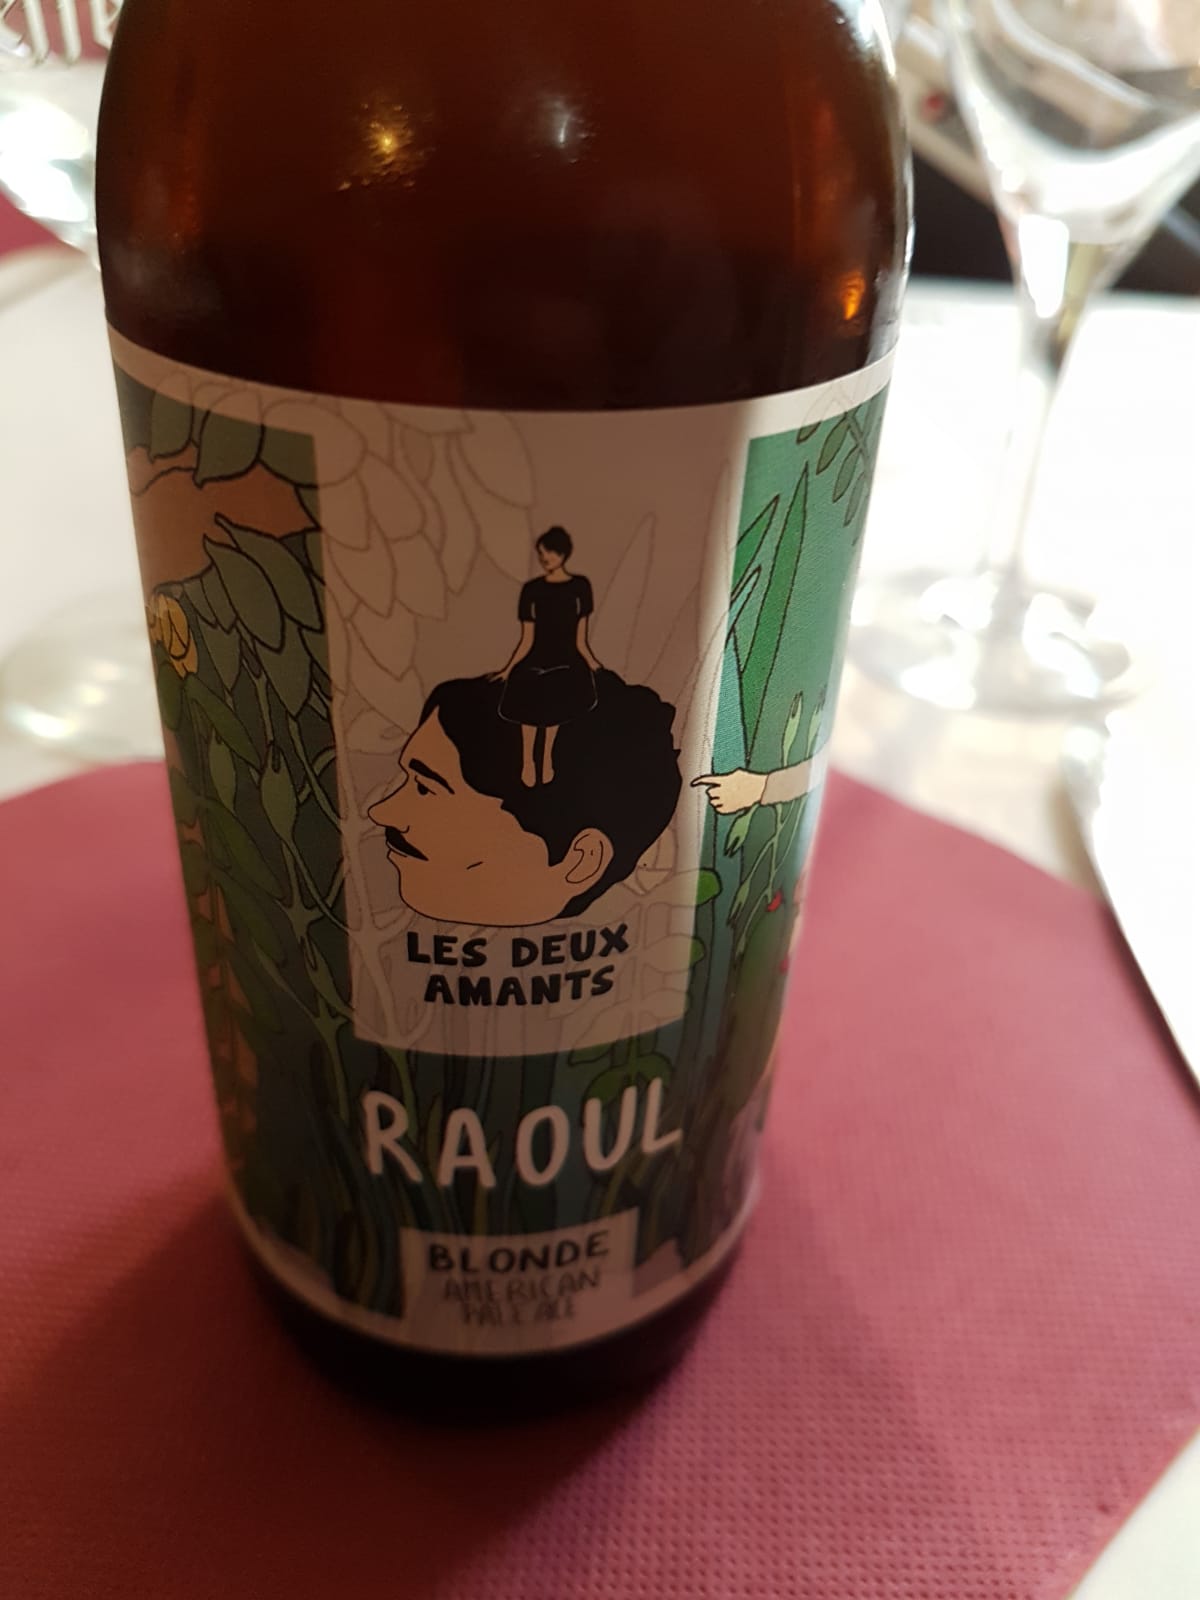 LES DEUX
AMANTS
RAOUL
BLONDE
AMERICAN
PALE ALE